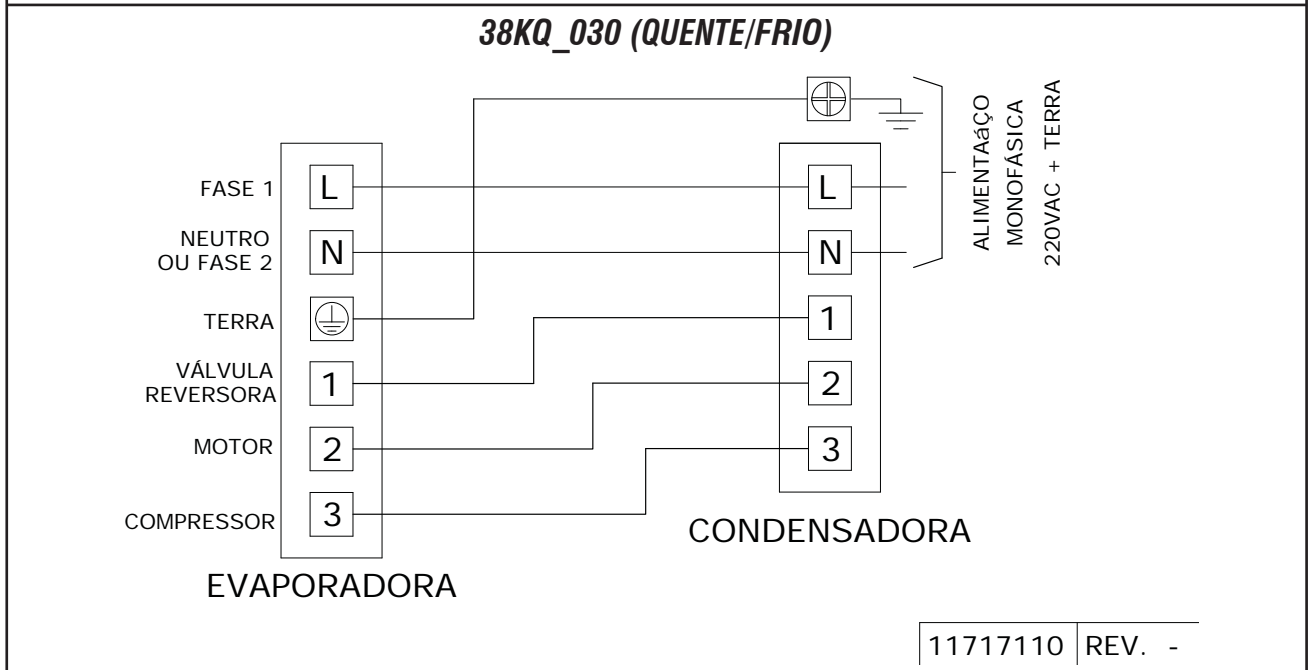 38KQ_030 (QUENTE/FRIO)
FASE 1
L
L
NEUTRO
OU FASE 2
N
N
TERRA
1
VÁLVULA
REVERSORA
1
2
MOTOR
2
3
COMPRESSOR
3
ALIMENTAáÇO
MONOFÁSICA
220VAC + TERRA
CONDENSADORA
EVAPORADORA
11717110 REV. -